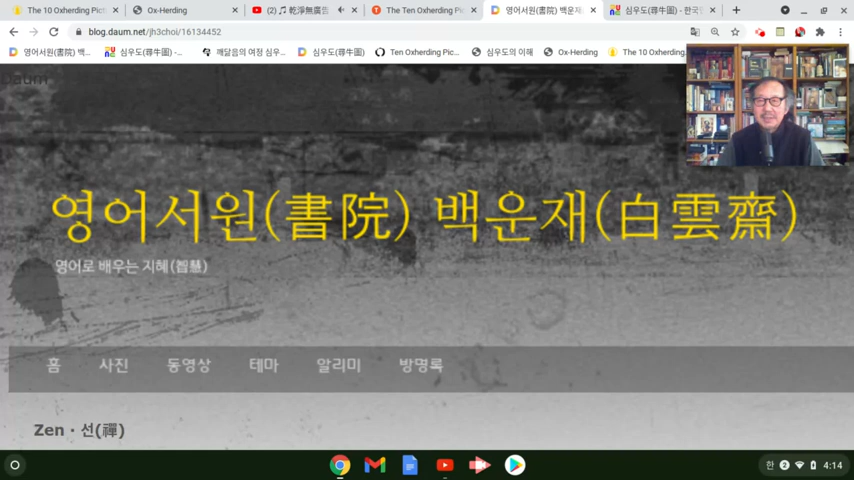 The 10 Oxherding Pictu
Ox-Herding
(2) ♬ 乾淨無廣告
The Ten Oxherding Pic
영어서원(書院) 백운재
심우도(尋牛圖) - 한국민
blog.daum.net/jh3choi/16134452
영어서원(書院) 백...
심우도(尋牛圖) -...
깨달음의 여정 심우...
심우도(尋牛圖)
Ten Oxherding Pic...
심우도의 이해
Ox-Herding
The 10 Oxherding
Daum
영어서원(書院) 백운재(白雲齋)
영어로 배우는 지혜(智慧)
홈 사진 동영상 테마 알리미 방명록
Zen · 선(禪)
한 2 4:14